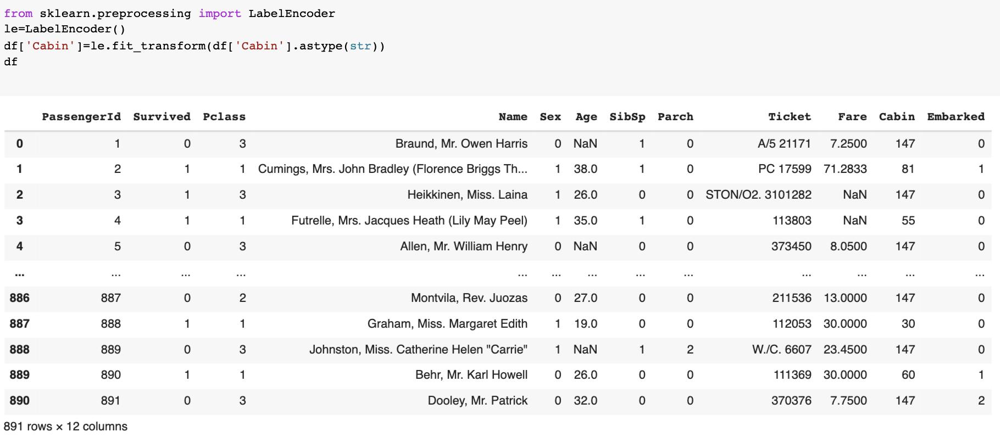 from sklearn.preprocessing import LabelEncoder
le=LabelEncoder()
df['Cabin']=le.fit_transform(df['Cabin'].astype(str))
df
PassengerId Survived Pclass Name Sex Age SibSp Parch Ticket Fare Cabin Embarked
0 1 0 3 Braund, Mr. Owen Harris 0 NaN 1 0 A/5 21171 7.2500 147 0
1 2 1 1 Cumings, Mrs. John Bradley (Florence Briggs Th... 1 38.0 1 0 PC 17599 71.2833 81 1
2 3 1 3 Heikkinen, Miss. Laina 1 26.0 0 0 STON/O2. 3101282 NaN 147 0
3 4 1 1 Futrelle, Mrs. Jacques Heath (Lily May Peel) 1 35.0 1 0 113803 NaN 55 0
4 5 0 3 Allen, Mr. William Henry 0 NaN 0 0 373450 8.0500 147 0
... ... ... ... ... ... ... ... ... ... ... ... ...
886 887 0 2 Montvila, Rev. Juozas 0 27.0 0 0 211536 13.0000 147 0
887 888 1 1 Graham, Miss. Margaret Edith 1 19.0 0 0 112053 30.0000 30 0
888 889 0 3 Johnston, Miss. Catherine Helen "Carrie" 1 NaN 1 2 W./C. 6607 23.4500 147 0
889 890 1 1 Behr, Mr. Karl Howell 0 26.0 0 0 111369 30.0000 60 1
890 891 0 3 Dooley, Mr. Patrick 0 32.0 0 0 370376 7.7500 147 2
891 rows × 12 columns